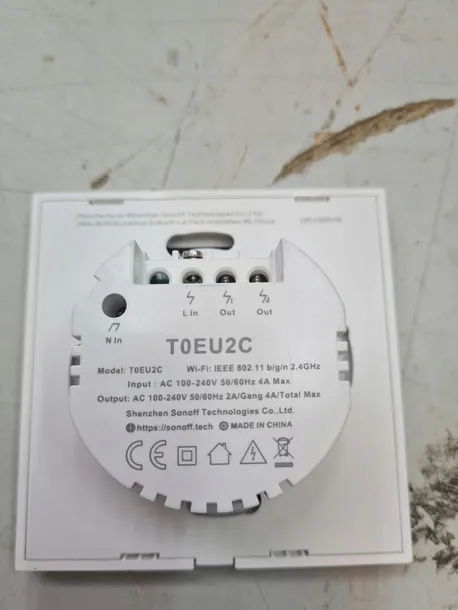 L In
Out
Out
N In
T0EU2C
Model: T0EU2C Wi-Fi: IEEE 802.11 b/g/n 2.4GHz
Input : AC 100-240V 50/60Hz 4A Max
Output: AC 100-240V 50/60Hz 2A/Gang 4A/Total Max
Shenzhen Sonoff Technologies Co.,Ltd.
https://sonoff.tech MADE IN CHINA
CE